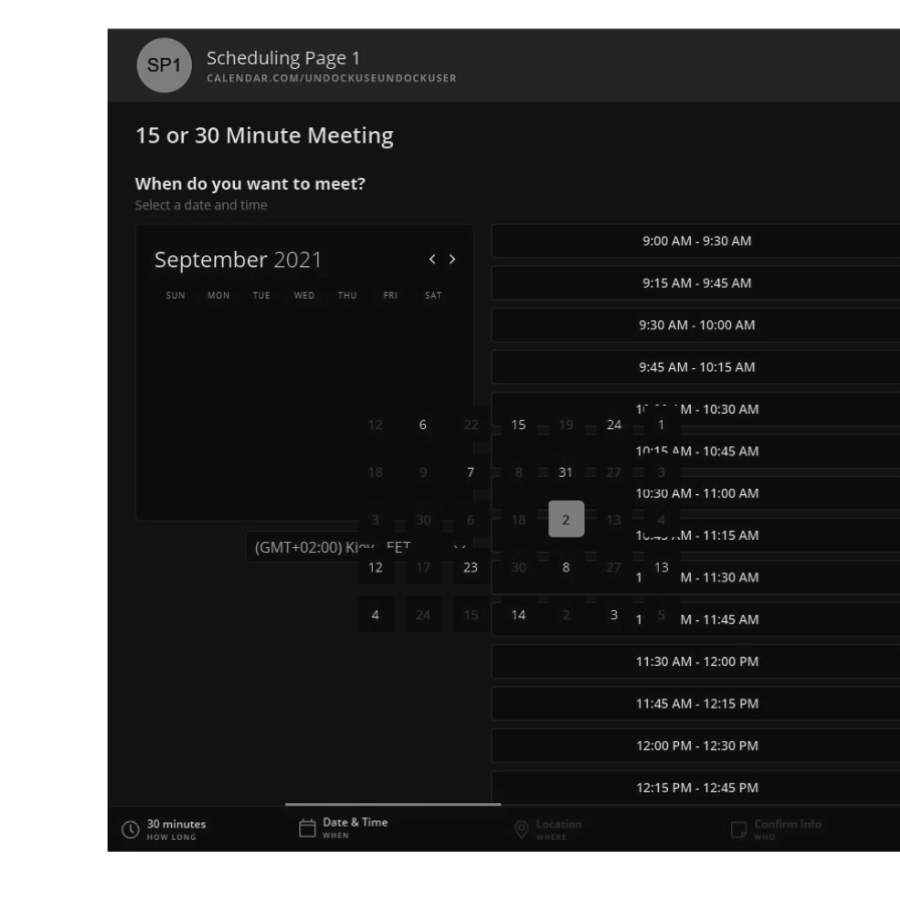 SP1
Scheduling Page 1
CALENDAR.COM/UNDOCKUSEUNDOCKUSER
15 or 30 Minute Meeting
When do you want to meet?
Select a date and time
September 2021
SUN MON TUE WED THU FRI SAT
9:00 AM - 9:30 AM
9:15 AM - 9:45 AM
9:30 AM - 10:00 AM
9:45 AM - 10:15 AM
- 10:30 AM
12 6 22 15 19 24 1
10:15 AM - 10:45 AM
18 9 7 8 31 27 3
10:30 AM - 11:00 AM
3 30 6 18 2 13 4
- 11:15 AM
(GMT+02:00) Kiev EET
12 17 23 30 8 27 13
- 11:30 AM
4 24 15 14 2 3 5
- 11:45 AM
11:30 AM - 12:00 PM
11:45 AM - 12:15 PM
12:00 PM - 12:30 PM
12:15 PM - 12:45 PM
30 minutes
HOW LONG
Date & Time
WHEN
Location
WHERE
Confirm Info
WHO